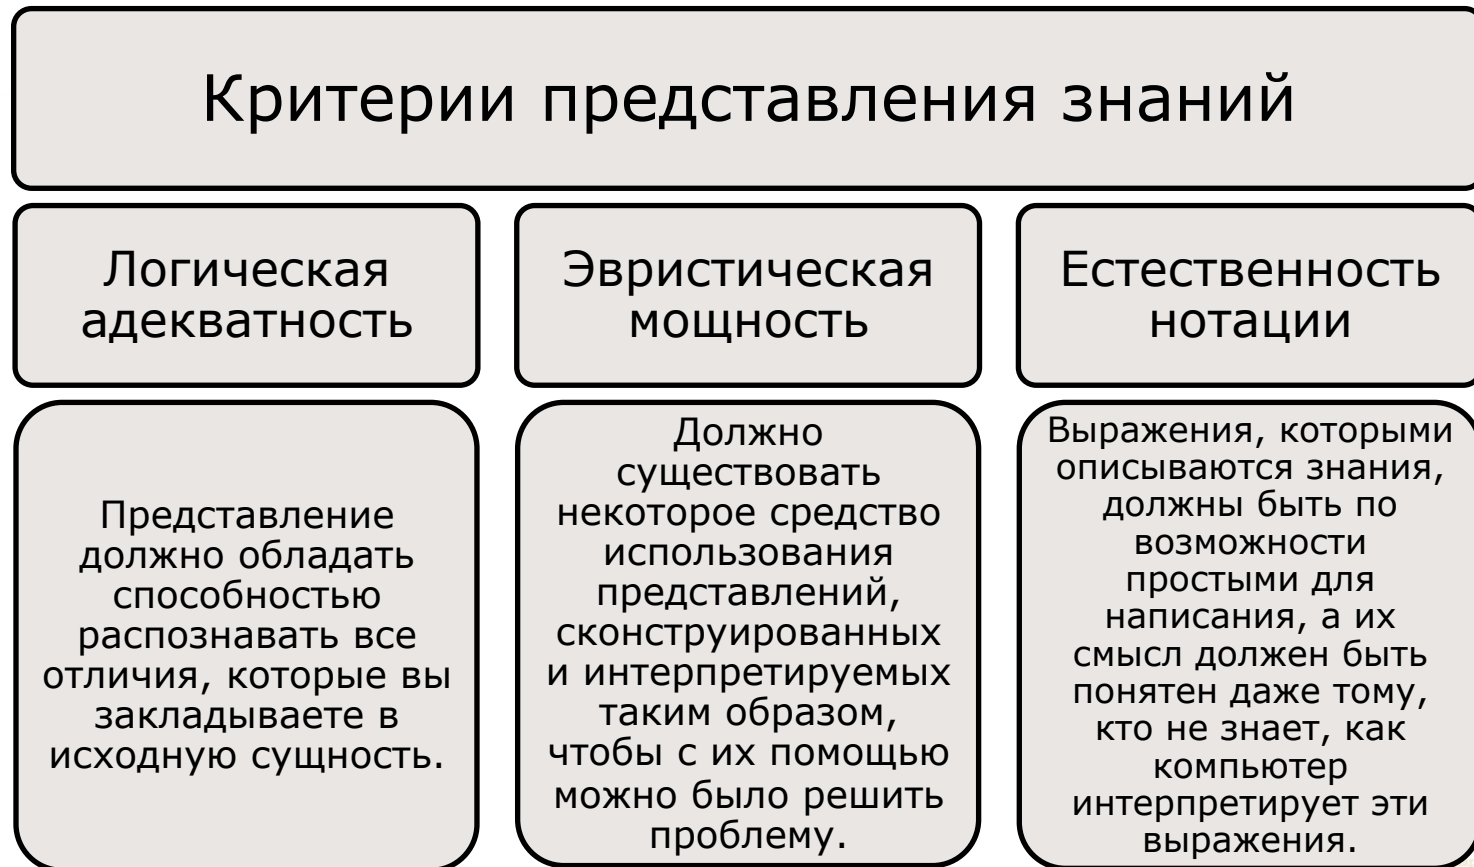 Критерии представления знаний
Логическая
адекватность
Эвристическая
мощность
Естественность
нотации
Представление
должно обладать
способностью
распознавать все
отличия, которые вы
закладываете в
исходную сущность.
Должно
существовать
некоторое средство
использования
представлений,
сконструированных
и интерпретируемых
таким образом,
чтобы с их помощью
можно было решить
проблему.
Выражения, которыми
описываются знания,
должны быть по
возможности
простыми для
написания, а их
смысл должен быть
понятен даже тому,
кто не знает, как
компьютер
интерпретирует эти
выражения.